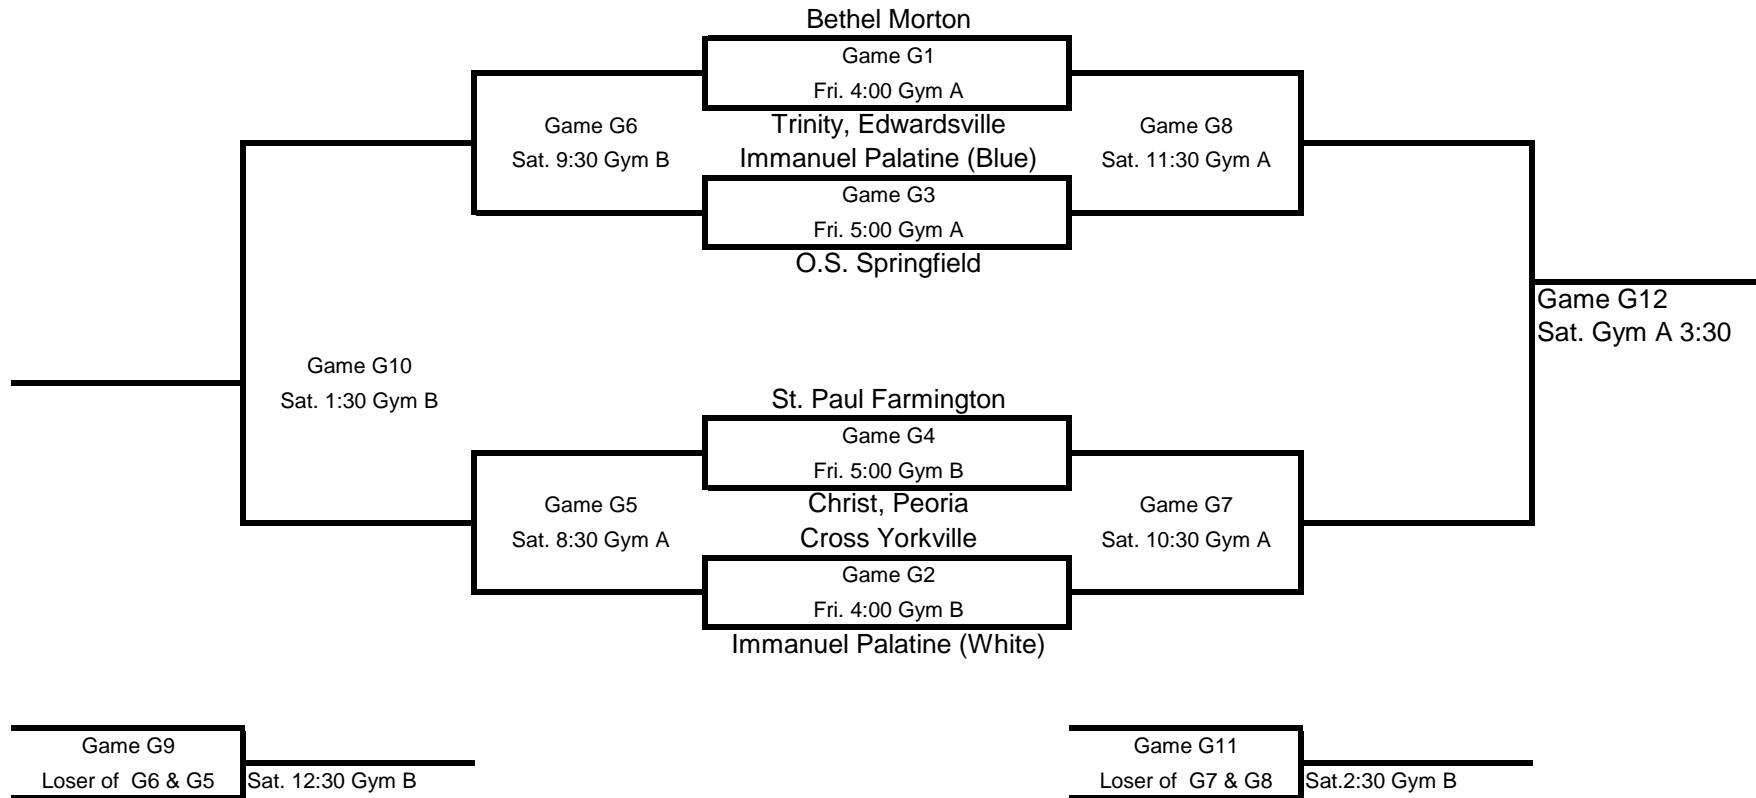 Bethel Morton
Game G1
Fri. 4:00 Gym A
Game G6
Sat. 9:30 Gym B
Trinity, Edwardsville
Immanuel Palatine (Blue)
Game G8
Sat. 11:30 Gym A
Game G3
Fri. 5:00 Gym A
O.S. Springfield
Game G12
Sat. Gym A 3:30
Game G10
Sat. 1:30 Gym B
St. Paul Farmington
Game G4
Fri. 5:00 Gym B
Game G5
Sat. 8:30 Gym A
Christ, Peoria
Cross Yorkville
Game G7
Sat. 10:30 Gym A
Game G2
Fri. 4:00 Gym B
Immanuel Palatine (White)
Game G9
Loser of  G6 & G5
Sat. 12:30 Gym B
Game G11
Loser of  G7 & G8
Sat.2:30 Gym B